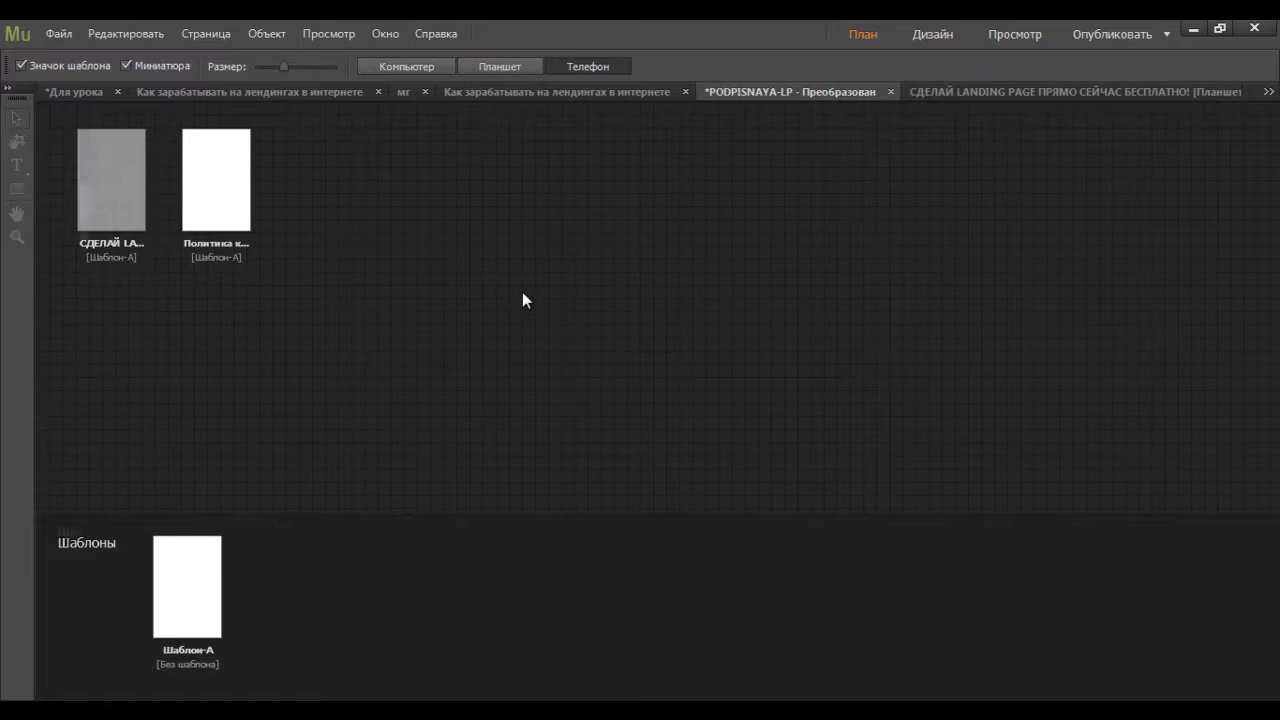 Mu Файл Редактировать Страница Объект Просмотр Окно Справка План Дизайн Просмотр Опубликовать
Значок шаблона Миниатюра Размер: Компьютер Планшет Телефон
*Для урока Как зарабатывать на лендингах в интернете мг Как зарабатывать на лендингах в интернете *PODPISNAYA-LP - Преобразован СДЕЛАЙ LANDING PAGE ПРЯМО СЕЙЧАС БЕСПЛАТНО! [Планшет
СДЕЛАЙ LA... Политика к...
[Шаблон-A] [Шаблон-A]
Шаблоны
Шаблон-A
[Без шаблона]